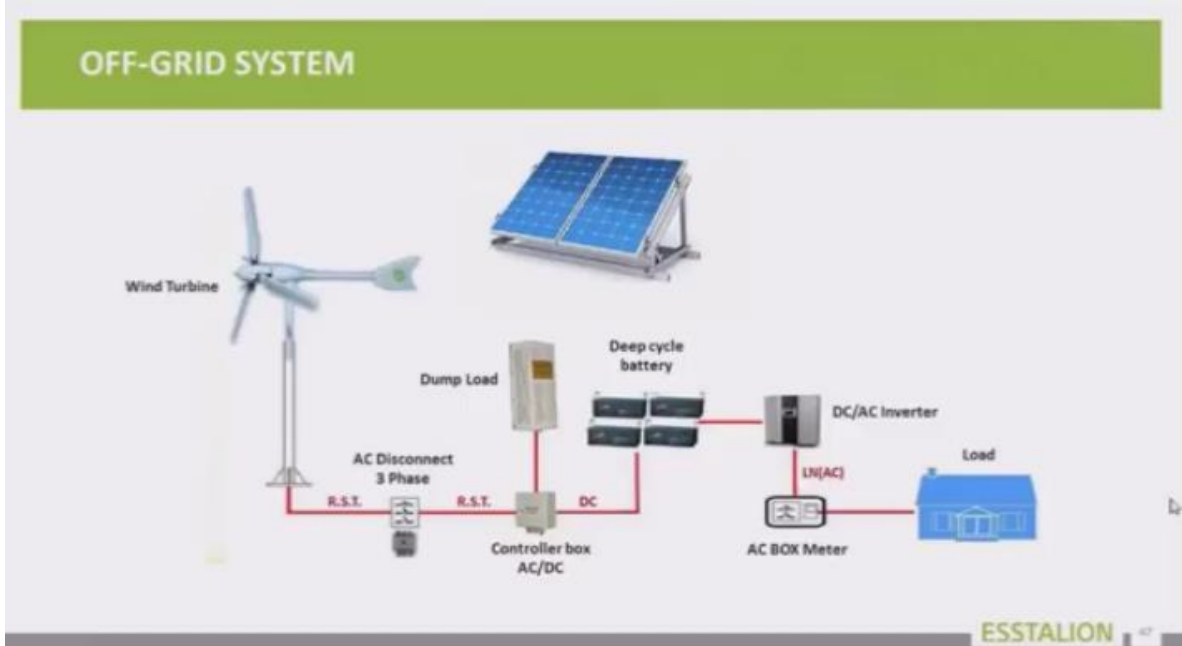 OFF-GRID SYSTEM
Wind Turbine
Dump Load
Deep cycle
battery
DC/AC Inverter
AC Disconnect
3 Phase
R.S.T.
R.S.T.
DC
LN(AC)
Load
Controller box
AC/DC
AC BOX Meter
ESSTALION
47